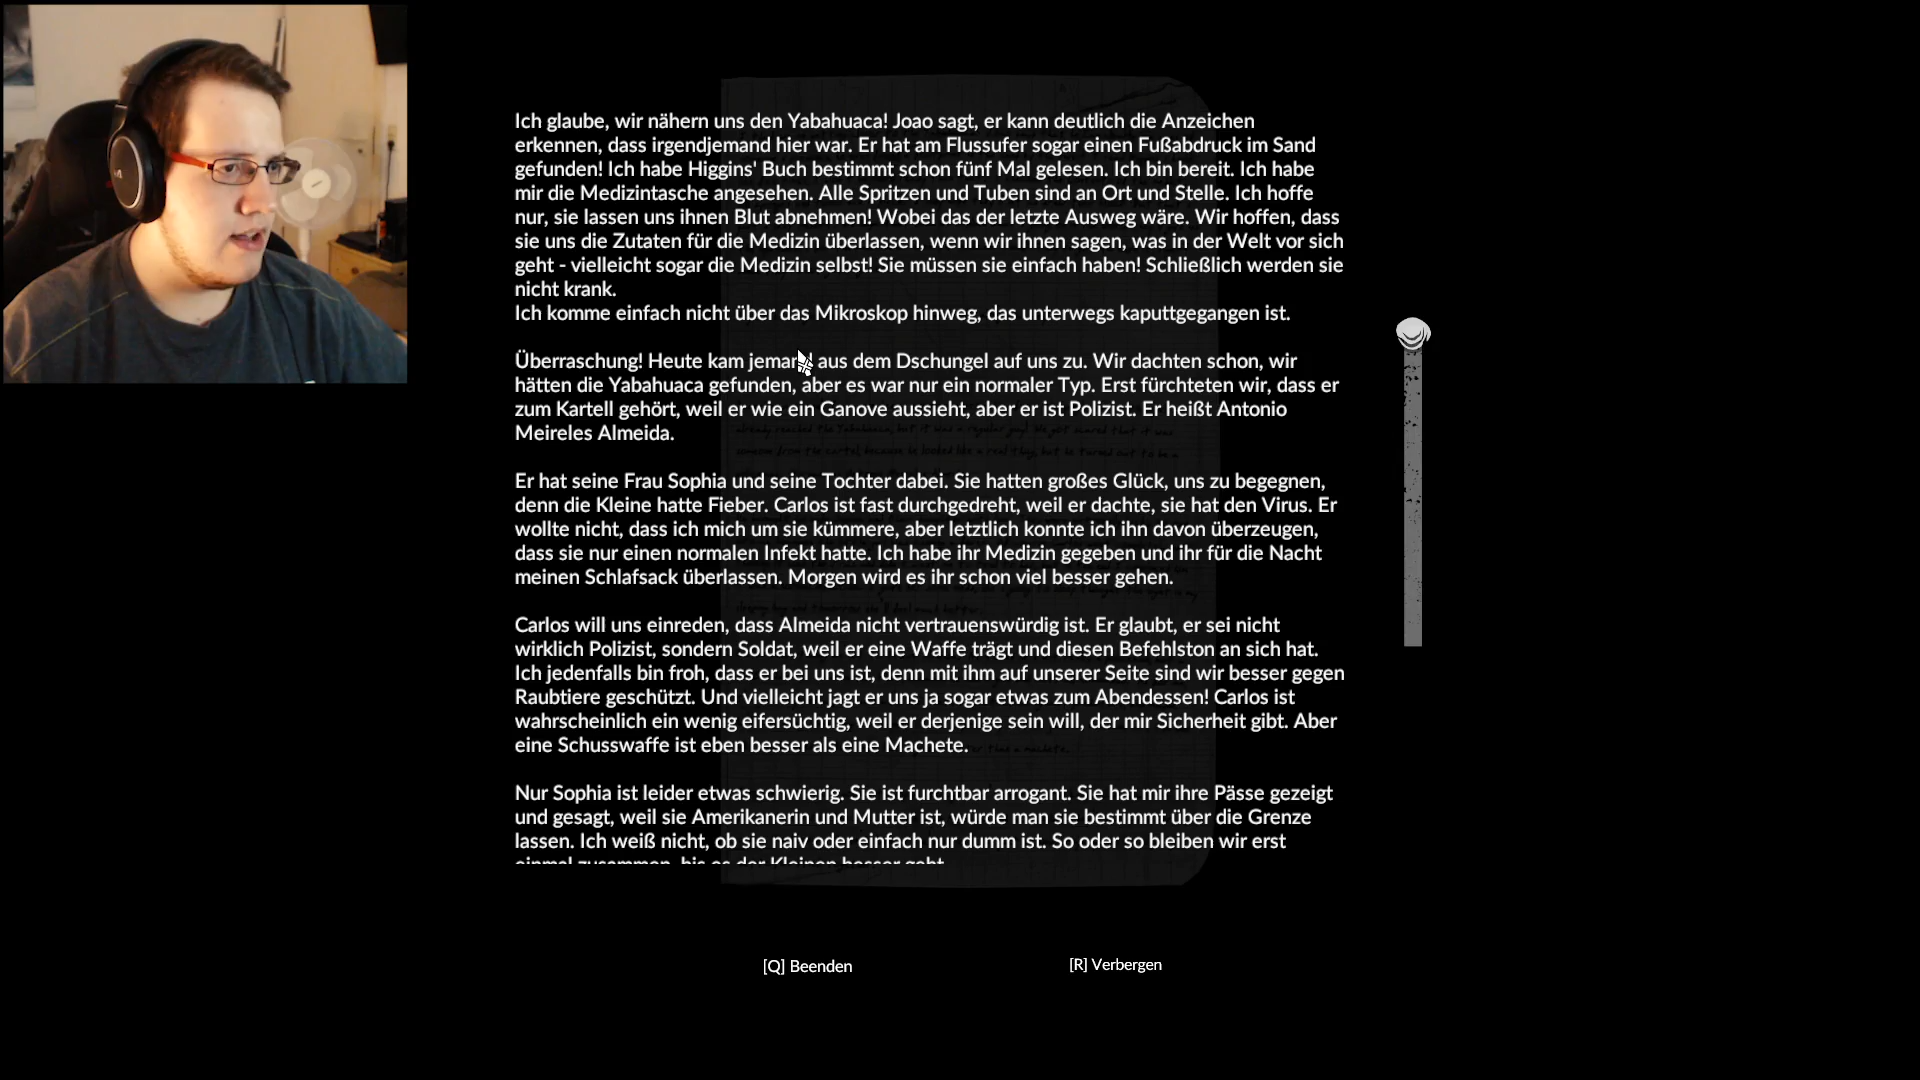 Ich glaube, wir nähern uns den Yabahuaca! Joao sagt, er kann deutlich die Anzeichen
erkennen, dass irgendjemand hier war. Er hat am Flussufer sogar einen Fußabdruck im Sand
gefunden! Ich habe Higgins' Buch bestimmt schon fünf Mal gelesen. Ich bin bereit. Ich habe
mir die Medizintasche angesehen. Alle Spritzen und Tuben sind an Ort und Stelle. Ich hoffe
nur, sie lassen uns ihnen Blut abnehmen! Wobei das der letzte Ausweg wäre. Wir hoffen, dass
sie uns die Zutaten für die Medizin überlassen, wenn wir ihnen sagen, was in der Welt vor sich
geht - vielleicht sogar die Medizin selbst! Sie müssen sie einfach haben! Schließlich werden sie
nicht krank.
Ich komme einfach nicht über das Mikroskop hinweg, das unterwegs kaputtgegangen ist.
Überraschung! Heute kam jemand aus dem Dschungel auf uns zu. Wir dachten schon, wir
hätten die Yabahuaca gefunden, aber es war nur ein normaler Typ. Erst fürchteten wir, dass er
zum Kartell gehört, weil er wie ein Ganove aussieht, aber er ist Polizist. Er heißt Antonio
Meireles Almeida.
Er hat seine Frau Sophia und seine Tochter dabei. Sie hatten großes Glück, uns zu begegnen,
denn die Kleine hatte Fieber. Carlos ist fast durchgedreht, weil er dachte, sie hat den Virus. Er
wollte nicht, dass ich mich um sie kümmere, aber letztlich konnte ich ihn davon überzeugen,
dass sie nur einen normalen Infekt hatte. Ich habe ihr Medizin gegeben und ihr für die Nacht
meinen Schlafsack überlassen. Morgen wird es ihr schon viel besser gehen.
Carlos will uns einreden, dass Almeida nicht vertrauenswürdig ist. Er glaubt, er sei nicht
wirklich Polizist, sondern Soldat, weil er eine Waffe trägt und diesen Befehlston an sich hat.
Ich jedenfalls bin froh, dass er bei uns ist, denn mit ihm auf unserer Seite sind wir besser gegen
Raubtiere geschützt. Und vielleicht jagt er uns ja sogar etwas zum Abendessen! Carlos ist
wahrscheinlich ein wenig eifersüchtig, weil er derjenige sein will, der mir Sicherheit gibt. Aber
eine Schusswaffe ist eben besser als eine Machete.
Nur Sophia ist leider etwas schwierig. Sie ist furchtbar arrogant. Sie hat mir ihre Pässe gezeigt
und gesagt, weil sie Amerikanerin und Mutter ist, würde man sie bestimmt über die Grenze
lassen. Ich weiß nicht, ob sie naiv oder einfach nur dumm ist. So oder so bleiben wir erst
einmal zusammen, bis es der Kleinen besser geht.
[Q] Beenden
[R] Verbergen